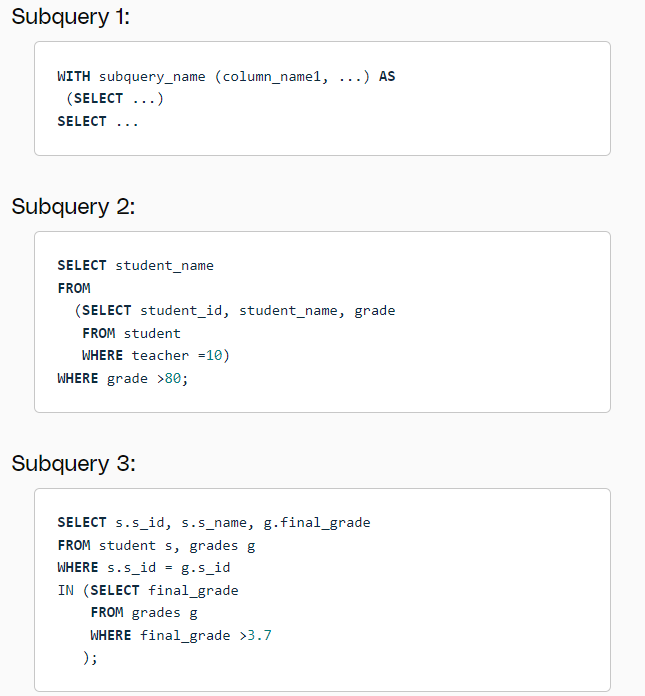 Subquery 1:
WITH subquery_name (column_name1, ...) AS
(SELECT ...)
SELECT ...
Subquery 2:
SELECT student_name
FROM
(SELECT student_id, student_name, grade
FROM student
WHERE teacher =10)
WHERE grade >80;
Subquery 3:
SELECT s.s_id, s.s_name, g.final_grade
FROM student s, grades g
WHERE s.s_id = g.s_id
IN (SELECT final_grade
FROM grades g
WHERE final_grade >3.7
);